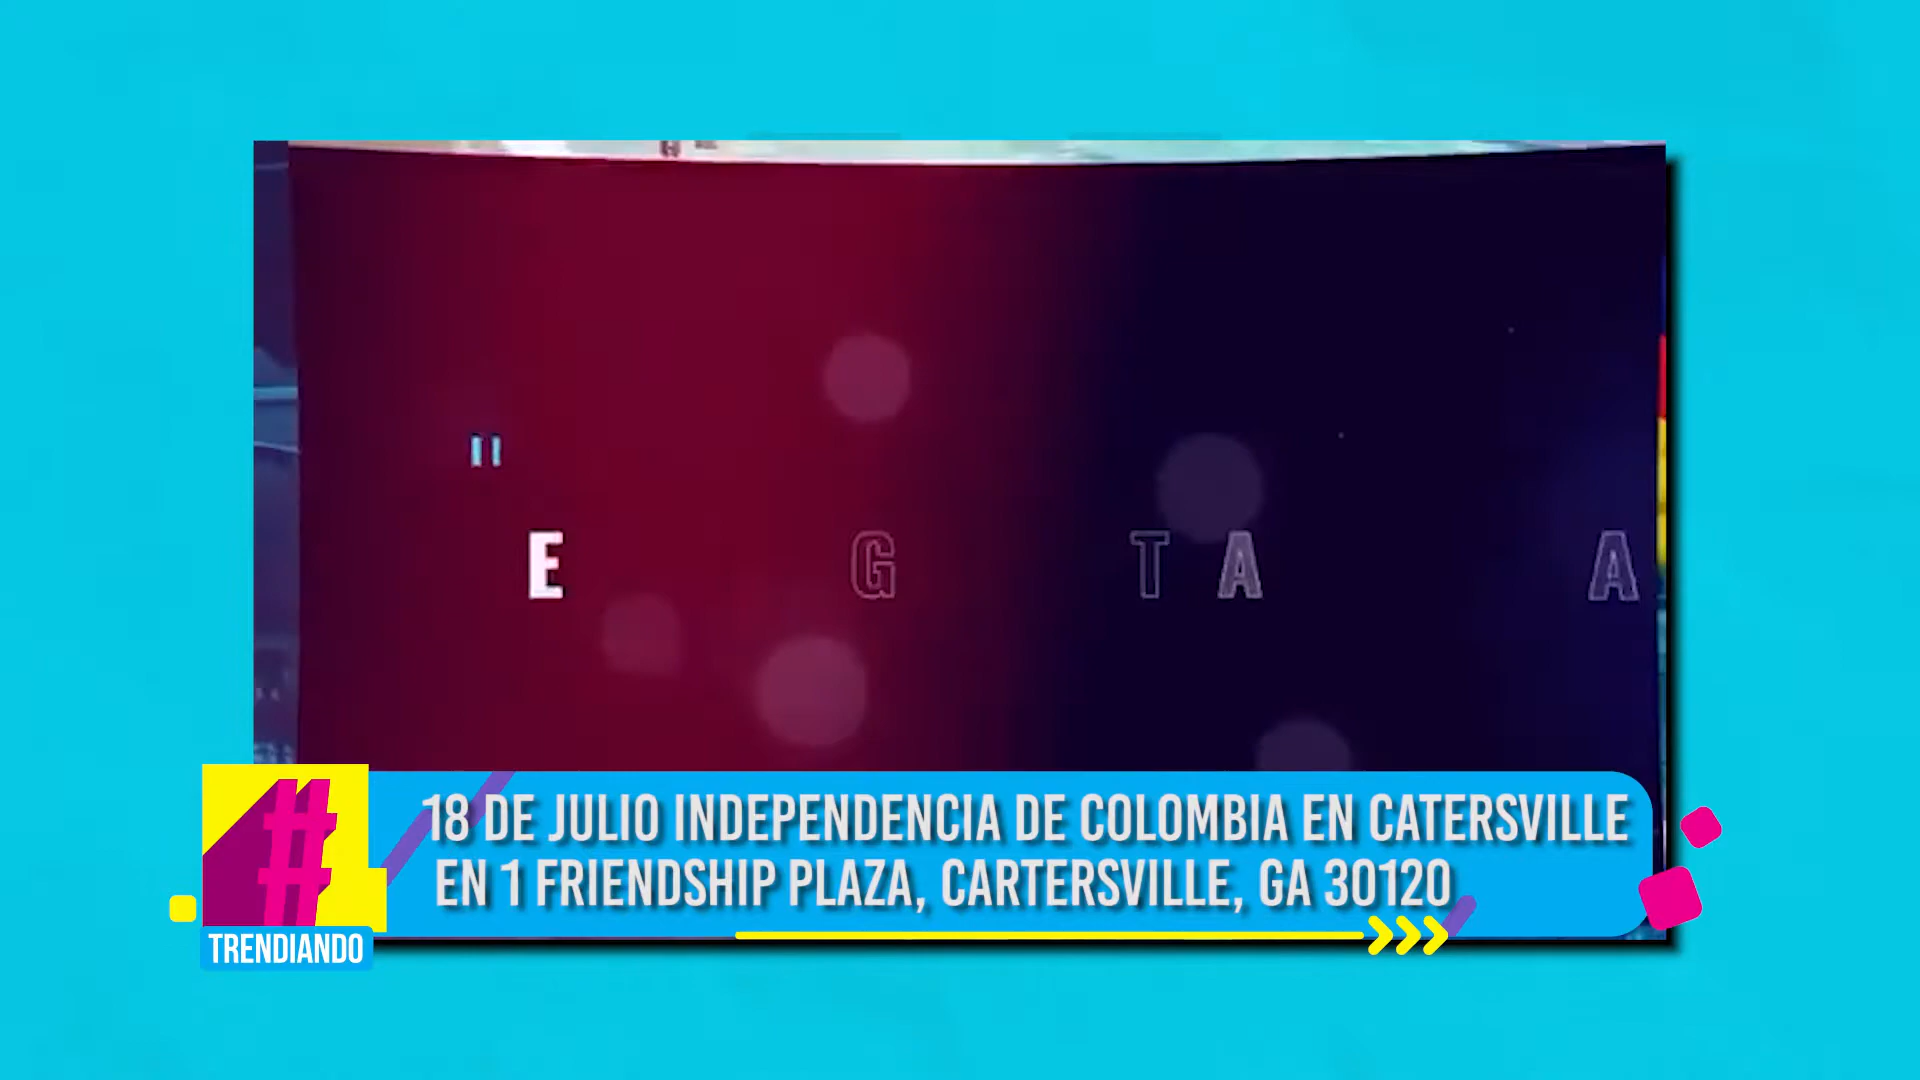 "
E G T A A
18 DE JULIO INDEPENDENCIA DE COLOMBIA EN CATERSVILLE
EN 1 FRIENDSHIP PLAZA, CARTERSVILLE, GA 30120
#
TRENDIANDO